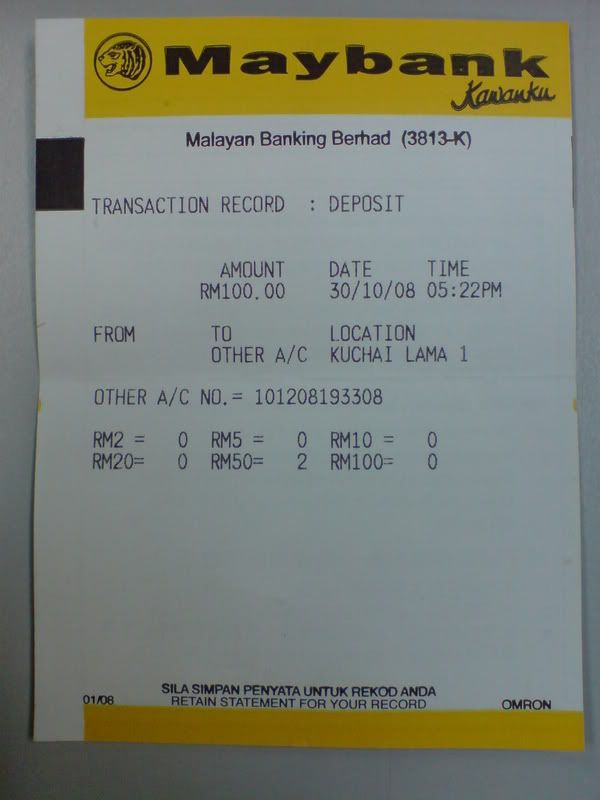 Maybank
Kawanku
Malayan Banking Berhad (3813-K)
TRANSACTION RECORD : DEPOSIT
AMOUNT DATE TIME
RM100.00 30/10/08 05:22PM
FROM TO LOCATION
OTHER A/C KUCHAI LAMA 1
OTHER A/C NO.= 101208193308
RM2 = 0 RM5 = 0 RM10 = 0
RM20= 0 RM50= 2 RM100= 0
SILA SIMPAN PENYATA UNTUK REKOD ANDA
01/08 RETAIN STATEMENT FOR YOUR RECORD OMRON